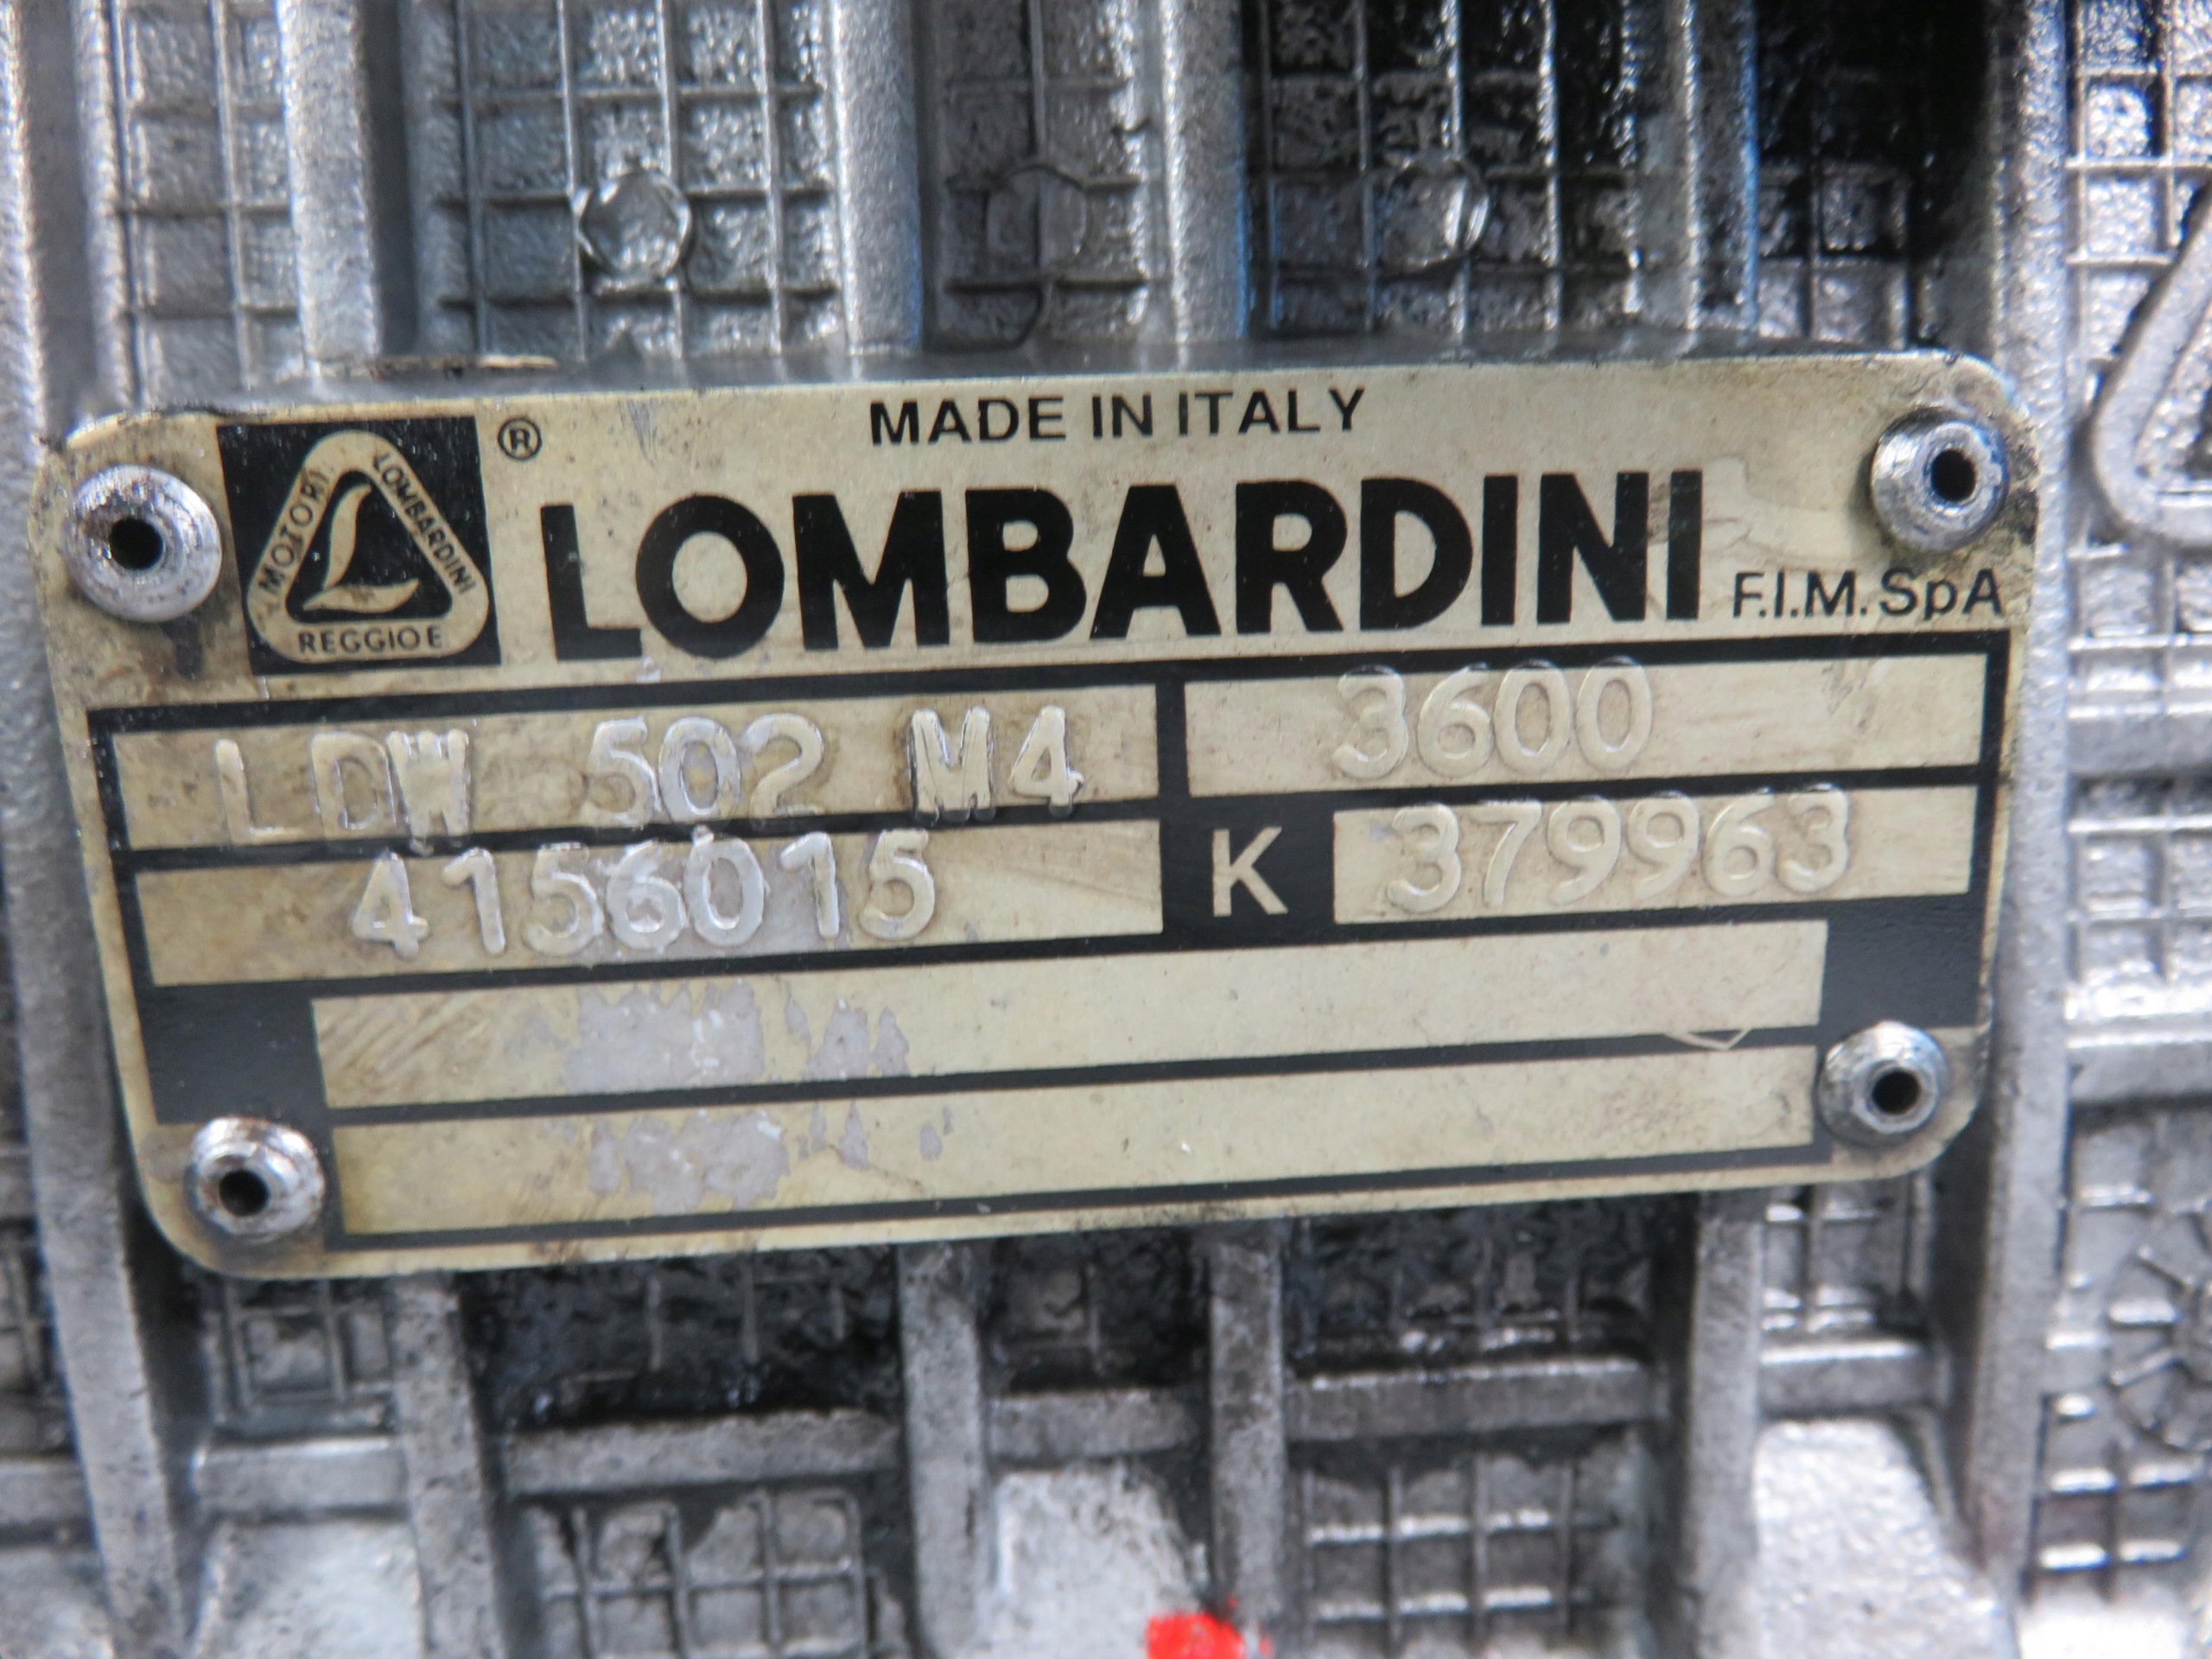 MADE IN ITALY
MOTORI LOMBARDINI
REGGIO E
®
LOMBARDINI F.I.M. SpA
LDW 502 M4 3600
4156015 K 379963